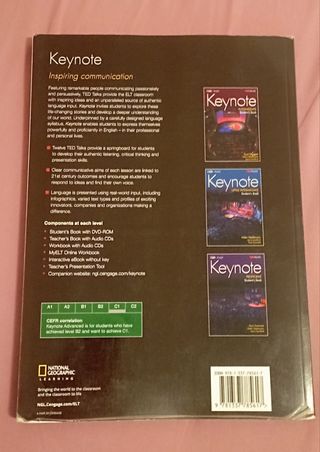 Keynote
Inspiring communication
Featuring remarkable people communicating passionately
and persuasively, TED Talks provide the ELT classroom
with inspiring ideas and an unparalleled source of authentic
language input. Keynote invites students to explore these
life-changing stories and develop a deeper understanding
of our world. Underpinned by a carefully designed language
syllabus, Keynote enables students to express themselves
powerfully and proficiently in English – in their professional
and personal lives.
Twelve TED Talks provide a springboard for students
to develop their authentic listening, critical thinking and
presentation skills.
Clear communicative aims of each lesson are linked to
21st century outcomes and encourage students to
respond to ideas and find their own voice.
Language is presented using real-world input, including
infographics, varied text types and profiles of exciting
innovators, companies and organizations making a
difference.
Components at each level
• Student's Book with DVD-ROM
• Teacher's Book with Audio CDs
• Workbook with Audio CDs
• MyELT Online Workbook
• Interactive eBook without key
• Teacher's Presentation Tool
• Companion website: ngl.cengage.com/keynote
A1 A2 B1 B2 C1 C2
CEFR correlation:
Keynote Advanced is for students who have
achieved level B2 and want to achieve C1.
NATIONAL
GEOGRAPHIC
LEARNING
Bringing the world to the classroom
and the classroom to life
NGL.Cengage.com/ELT
Keynote
Keynote
Keynote